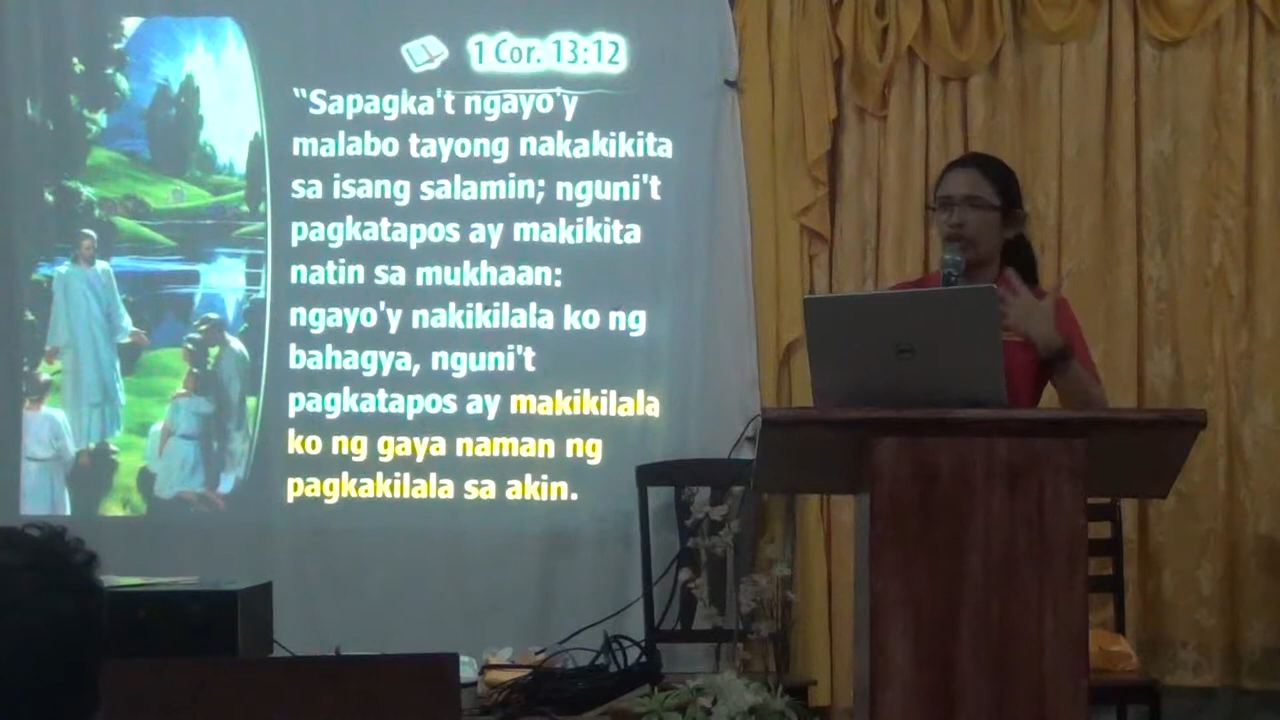 1 Cor. 13:12
“Sapagka't ngayo'y
malabo tayong nakakikita
sa isang salamin; nguni't
pagkatapos ay makikita
natin sa mukhaan:
ngayo'y nakikilala ko ng
bahagya, nguni't
pagkatapos ay makikilala
ko ng gaya naman ng
pagkakilala sa akin.
DELL